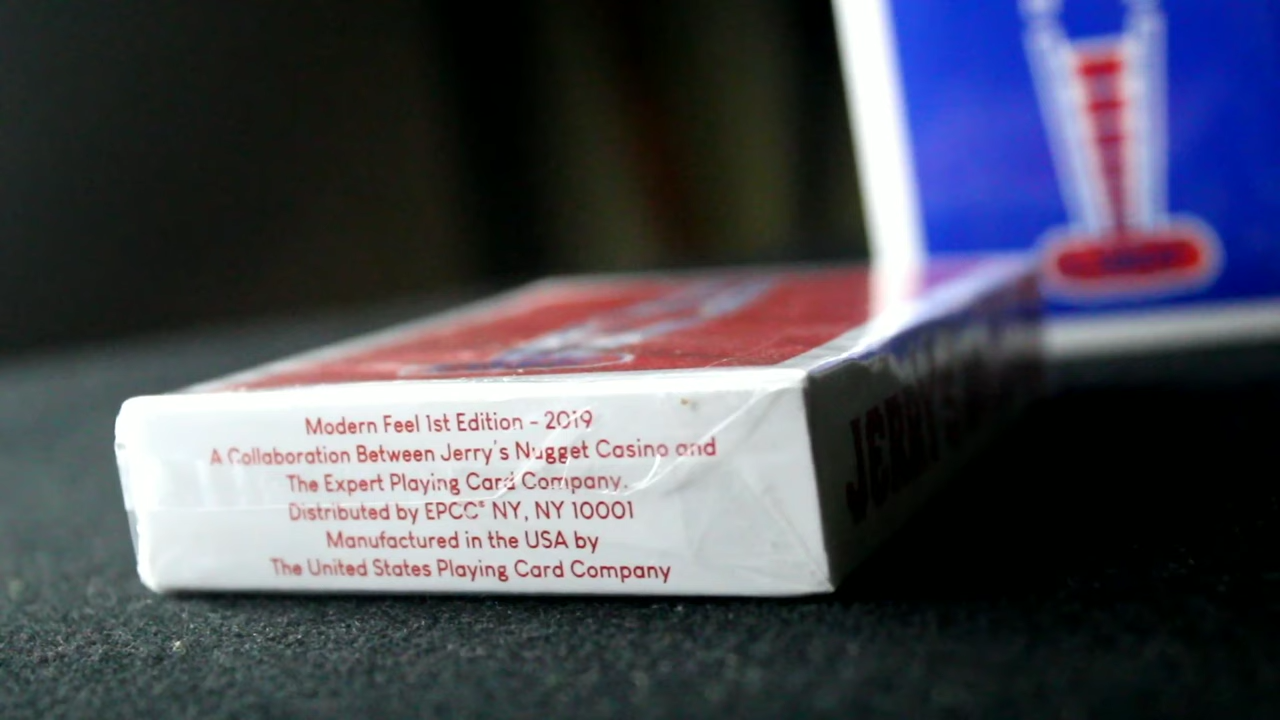 Modern Feel 1st Edition - 2019
A Collaboration Between Jerry's Nugget Casino and
The Expert Playing Card Company.
Distributed by EPCC® NY, NY 10001
Manufactured in the USA by
The United States Playing Card Company